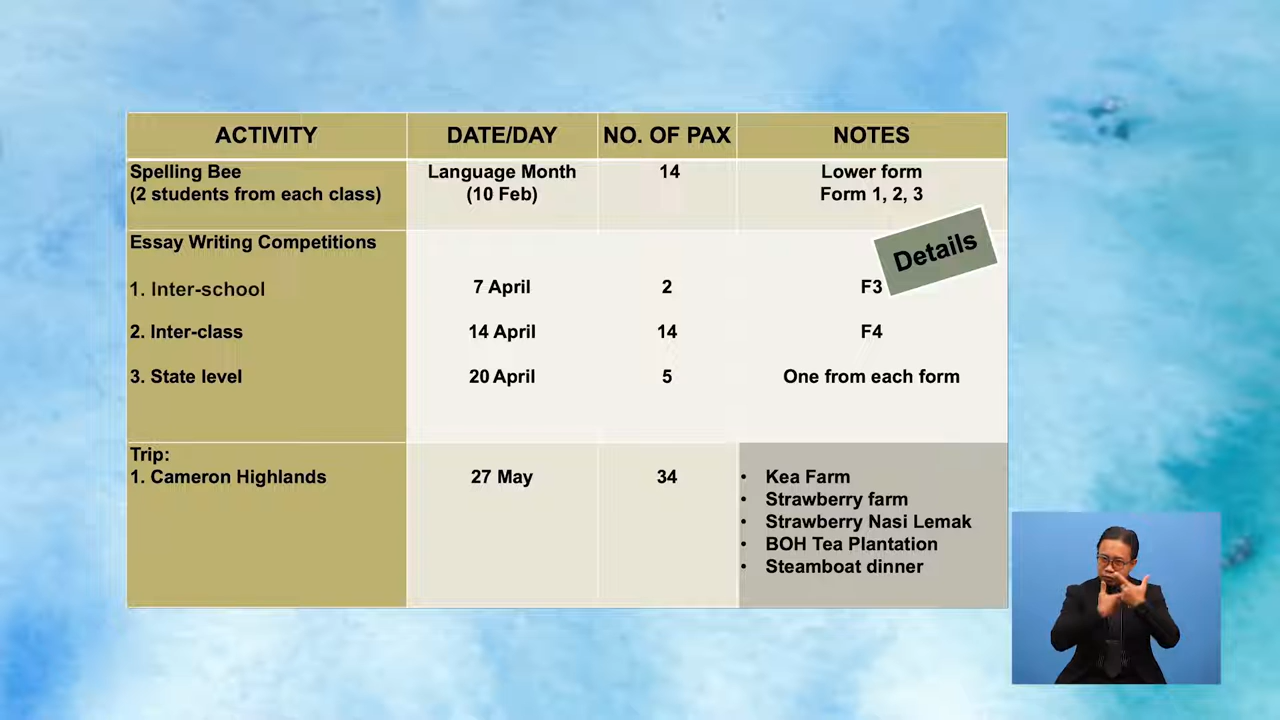 ACTIVITY DATE/DAY NO. OF PAX NOTES
Spelling Bee Language Month 14 Lower form
(2 students from each class) (10 Feb) Form 1, 2, 3
Essay Writing Competitions
Details
1. Inter-school 7 April 2 F3
2. Inter-class 14 April 14 F4
3. State level 20 April 5 One from each form
Trip:
1. Cameron Highlands 27 May 34 • Kea Farm
• Strawberry farm
• Strawberry Nasi Lemak
• BOH Tea Plantation
• Steamboat dinner